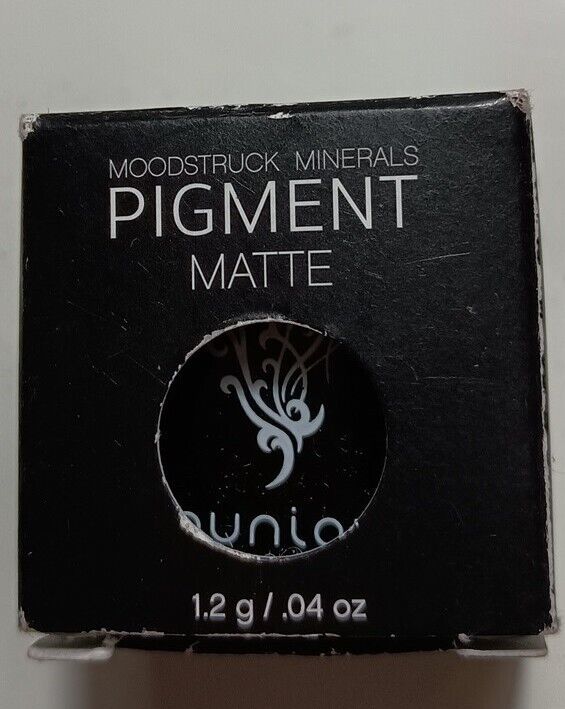 MOODSTRUCK MINERALS
PIGMENT
MATTE
1.2 g / .04 oz